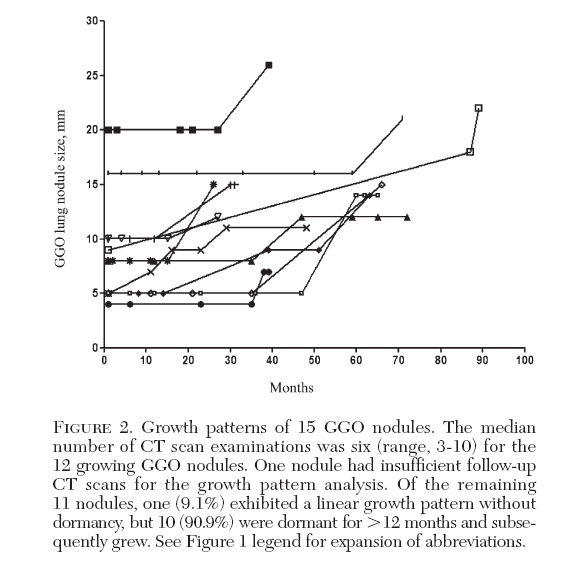 30
25
20
15
10
5
0
GGO lung nodule size, mm
0 10 20 30 40 50 60 70 80 90 100
Months
FIGURE 2. Growth patterns of 15 GGO nodules. The median
number of CT scan examinations was six (range, 3-10) for the
12 growing GGO nodules. One nodule had insufficient follow-up
CT scans for the growth pattern analysis. Of the remaining
11 nodules, one (9.1%) exhibited a linear growth pattern without
dormancy, but 10 (90.9%) were dormant for >12 months and subse-
quently grew. See Figure 1 legend for expansion of abbreviations.